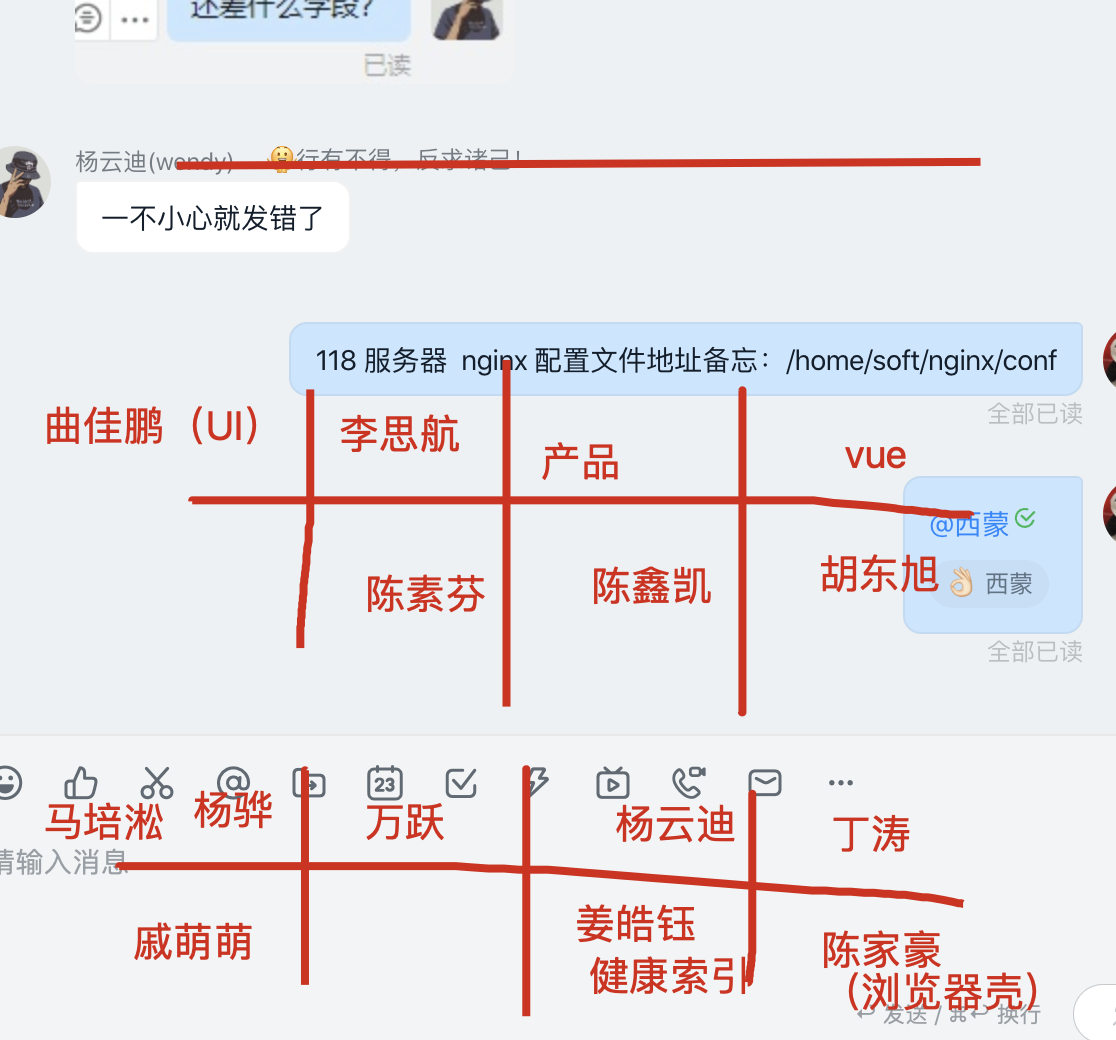 还差什么字段？
已读
杨云迪(wendy) 行有不得，反求诸己！
一不小心就发错了
118 服务器 nginx 配置文件地址备忘：/home/soft/nginx/conf
全部已读
曲佳鹏（UI）
李思航
产品
vue
@西蒙
陈素芬
陈鑫凯
胡东旭
西蒙
全部已读
23
马培淞
杨骅
万跃
杨云迪
丁涛
请输入消息
戚萌萌
姜皓钰
健康索引
陈家豪
（浏览器壳）
发送 / ⌘↩ 换行